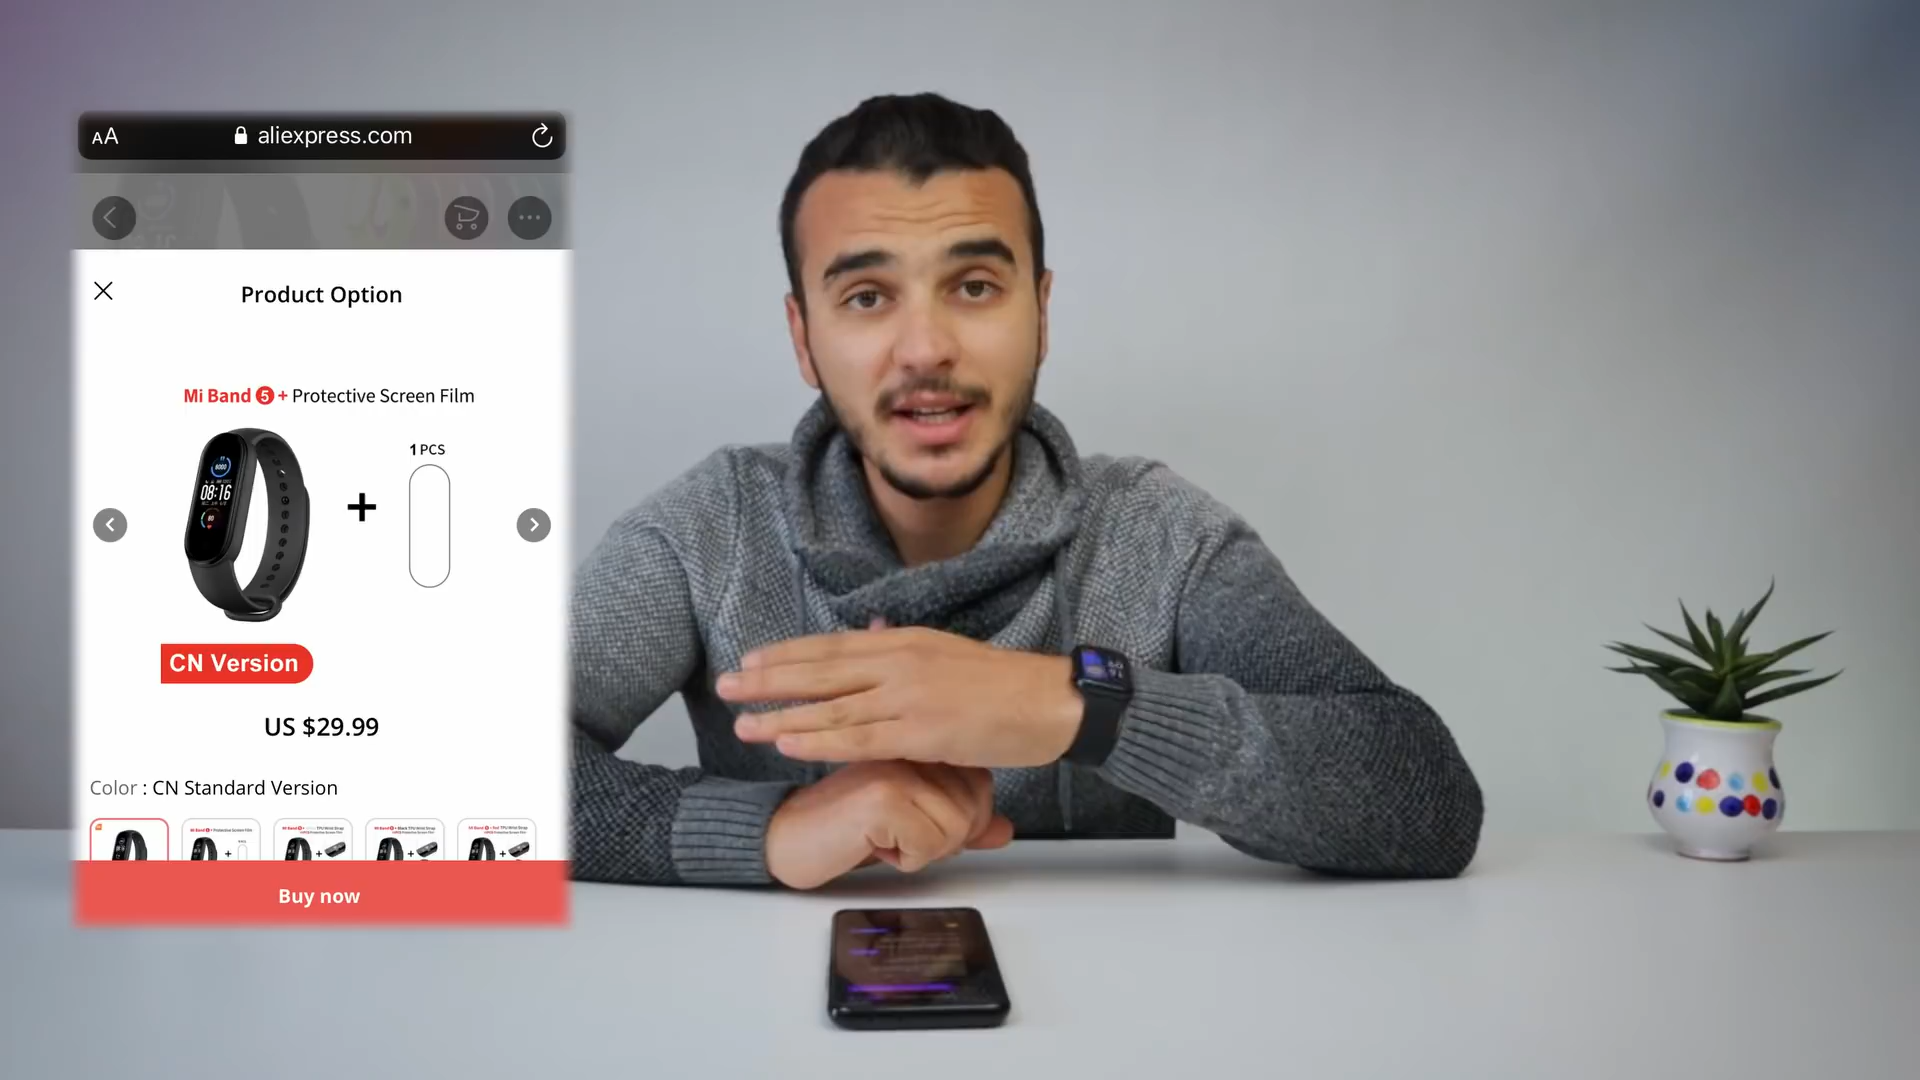 AA aliexpress.com
Product Option
Mi Band 5 + Protective Screen Film
1 PCS
08:16
CN Version
US $29.99
Color : CN Standard Version
Buy now